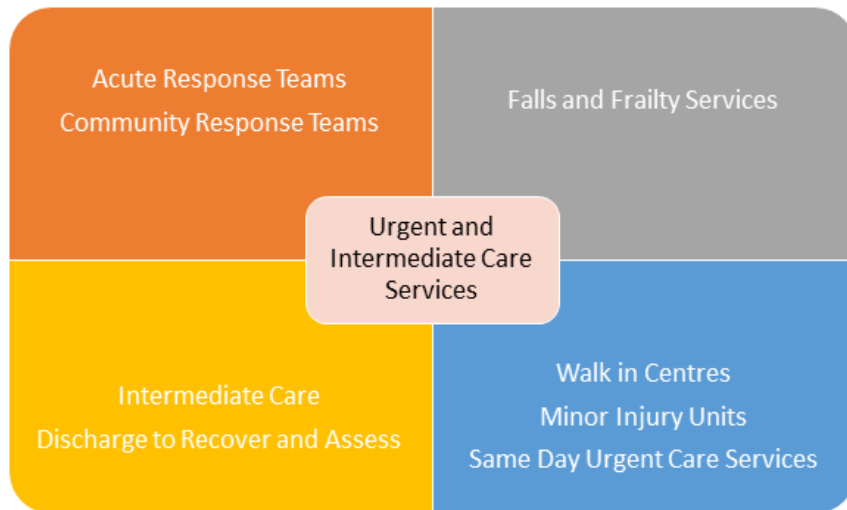 Acute Response Teams
Community Response Teams
Falls and Frailty Services
Urgent and
Intermediate Care
Services
Intermediate Care
Discharge to Recover and Assess
Walk in Centres
Minor Injury Units
Same Day Urgent Care Services